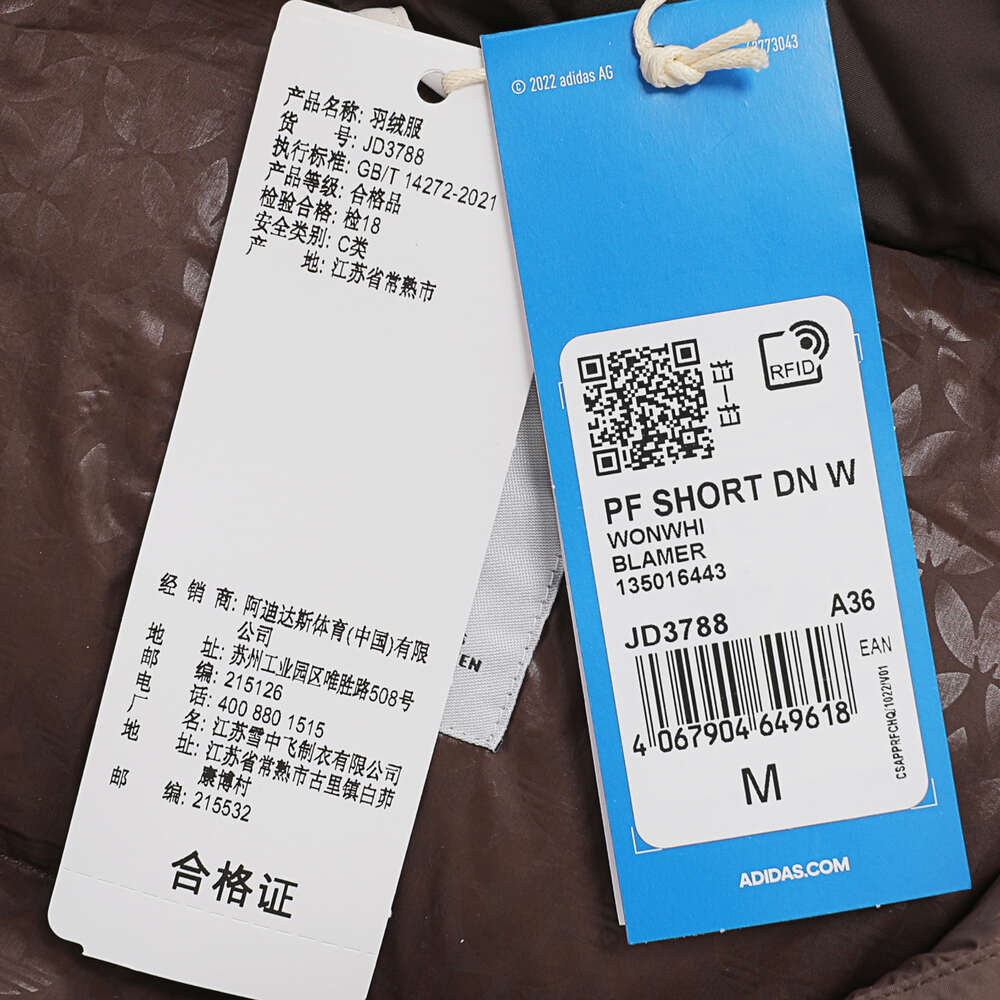 产品名称: 羽绒服
货 号: JD3788
执行标准: GB/T 14272-2021
产品等级: 合格品
检验合格: 检18
安全类别: C类
产 地: 江苏省常熟市
经 销 商: 阿迪达斯体育(中国)有限
公司
地 址: 苏州工业园区唯胜路508号
邮 编: 215126
电 话: 400 880 1515
厂 名: 江苏雪中飞制衣有限公司
地 址: 江苏省常熟市古里镇白茆
康博村
邮 编: 215532
合格证
EN
© 2022 adidas AG
773043
扫一扫
RFID
PF SHORT DN W
WONWHI
BLAMER
135016443
JD3788 A36
EAN
4 067904 649618
CSAPPRFCHQ/1022/V01
M
ADIDAS.COM